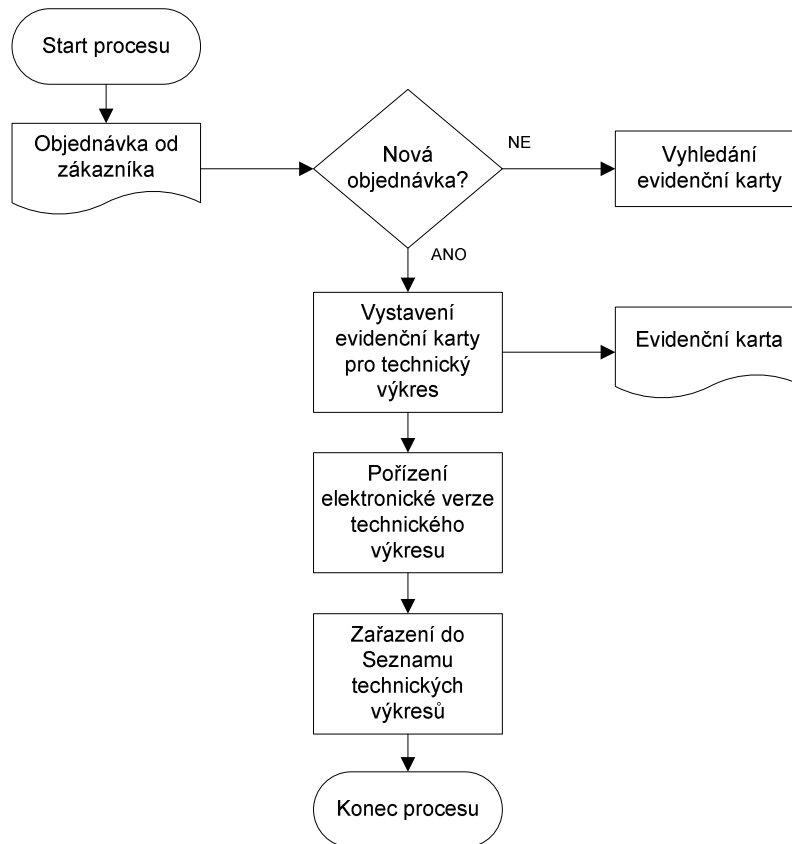 Start procesu
Objednávka od
zákazníka
Nová
objednávka?
NE
Vyhledání
evidenční karty
ANO
Vystavení
evidenční karty
pro technický
výkres
Evidenční karta
Pořízení
elektronické verze
technického
výkresu
Zařazení do
Seznamu
technických
výkresů
Konec procesu